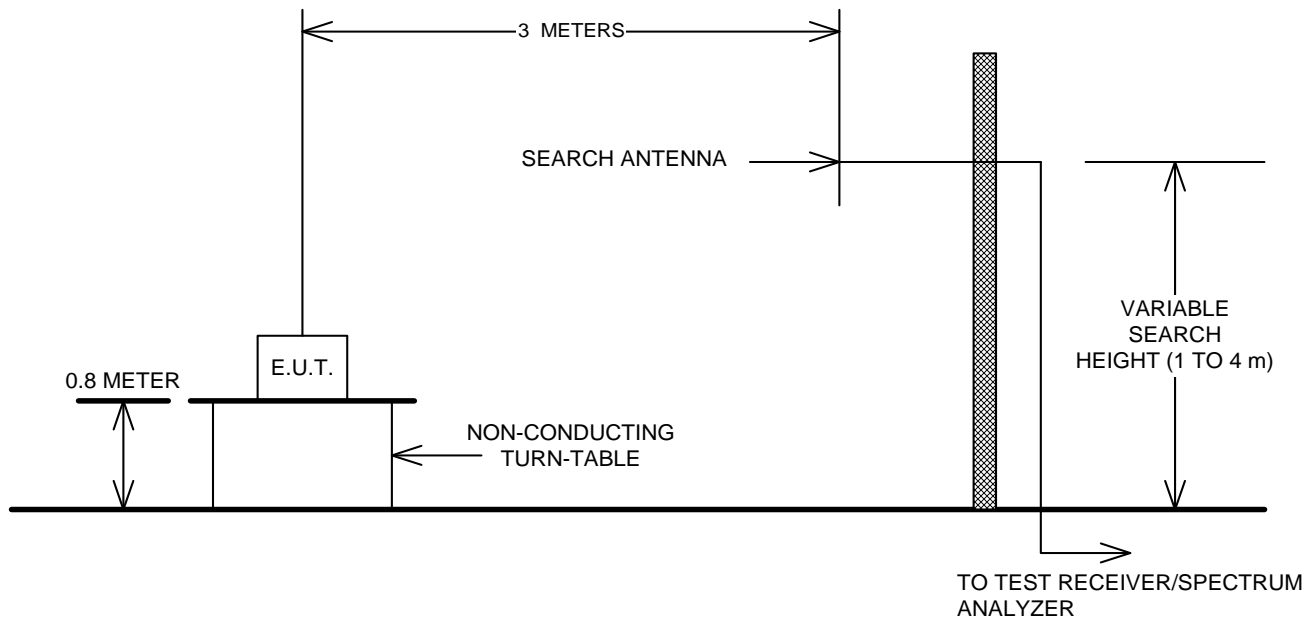 3 METERS
SEARCH ANTENNA
VARIABLE
SEARCH
HEIGHT (1 TO 4 m)
E.U.T.
0.8 METER
NON-CONDUCTING
TURN-TABLE
TO TEST RECEIVER/SPECTRUM
ANALYZER